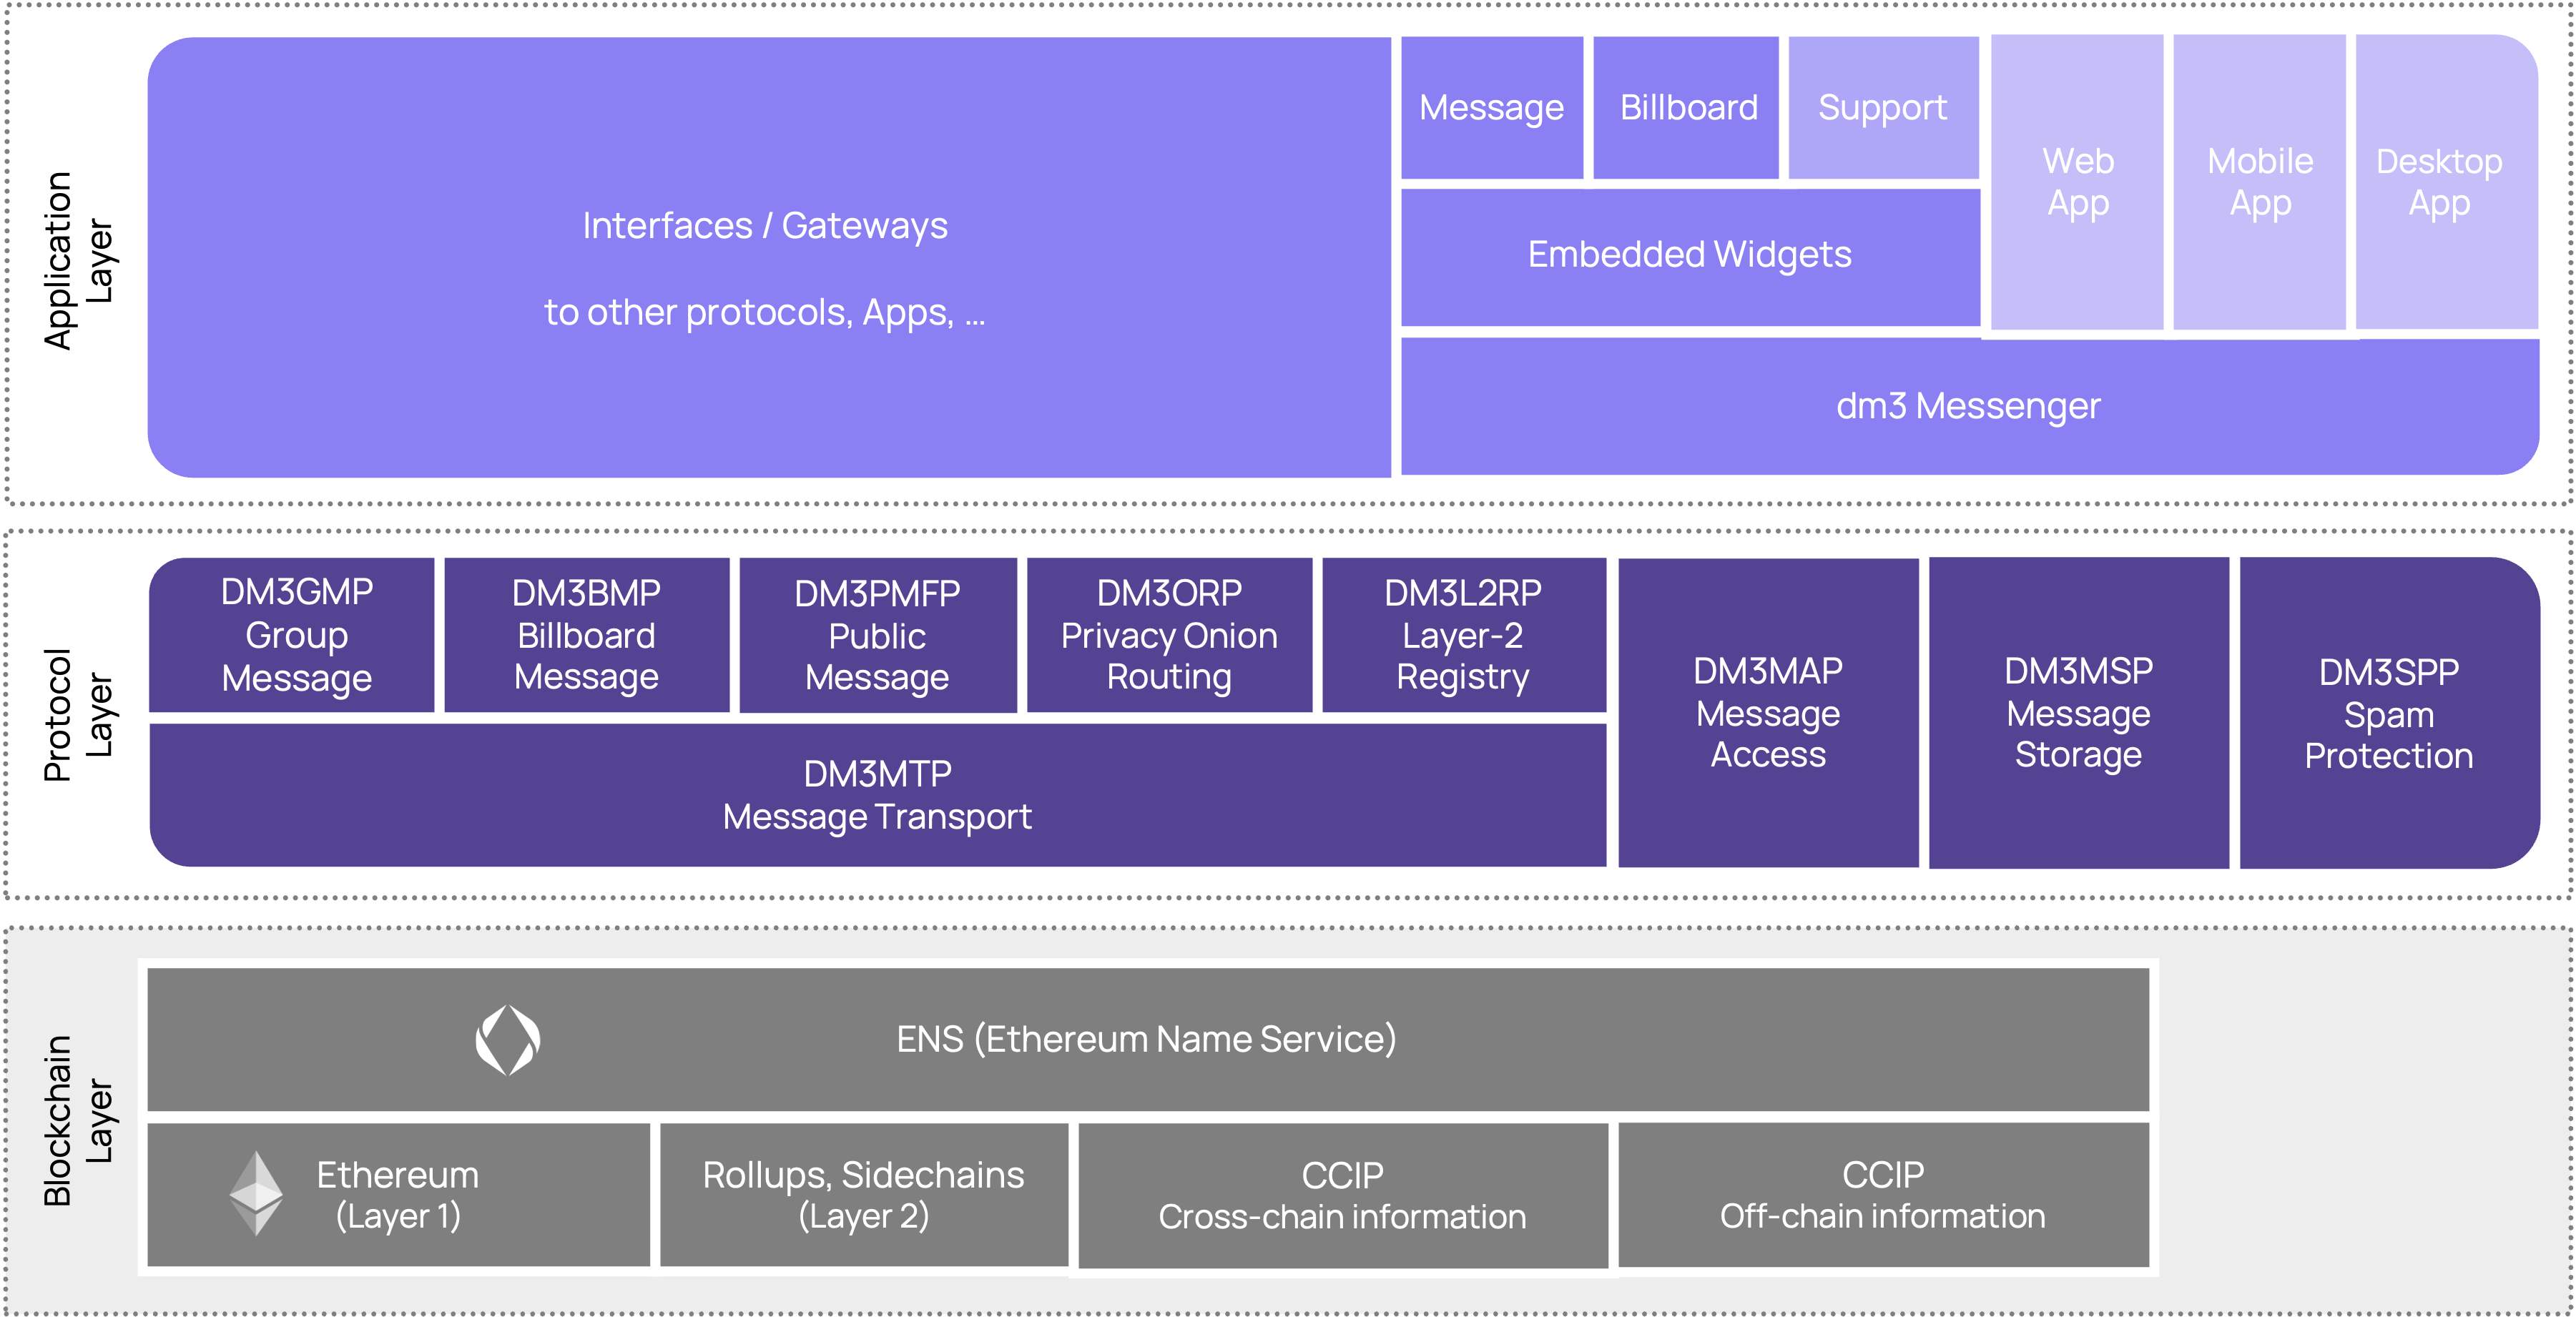 Application
Layer
Interfaces / Gateways
to other protocols, Apps, ...
Message
Billboard
Support
Embedded Widgets
Web
App
Mobile
App
Desktop
App
dm3 Messenger
Protocol
Layer
DM3GMP
Group
Message
DM3BMP
Billboard
Message
DM3PMFP
Public
Message
DM3ORP
Privacy Onion
Routing
DM3L2RP
Layer-2
Registry
DM3MTP
Message Transport
DM3MAP
Message
Access
DM3MSP
Message
Storage
DM3SPP
Spam
Protection
Blockchain
Layer
ENS (Ethereum Name Service)
Ethereum
(Layer 1)
Rollups, Sidechains
(Layer 2)
CCIP
Cross-chain information
CCIP
Off-chain information